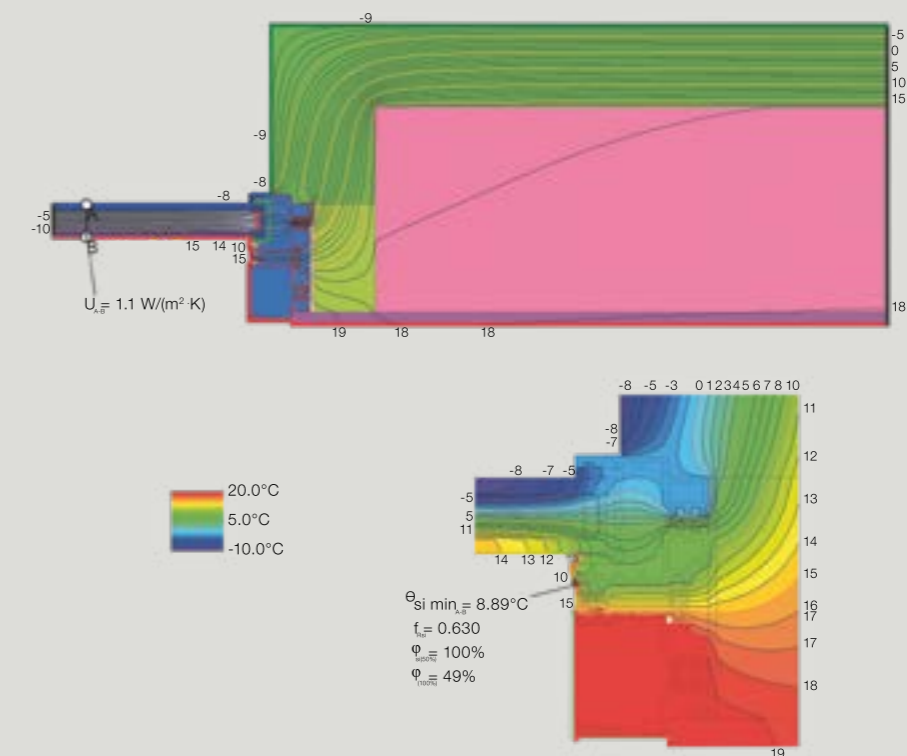 -9
-5
0
5
10
15
-9
-8
-8
-5
-10
A
B
15 14 10
15
U A-B = 1.1 W/(m²·K)
18
19 18 18
-8 -5 -3 0 1 2 3 4 5 6 7 8 10
11
-8
-7
12
-8 -7 -5
-5
13
5
11
14
14 13 12
10
15
15
16
17
17
18
19
20.0°C
5.0°C
-10.0°C
θsi min A-B = 8.89°C
fRsi = 0.630
φsi(50%) = 100%
φ(100%) = 49%